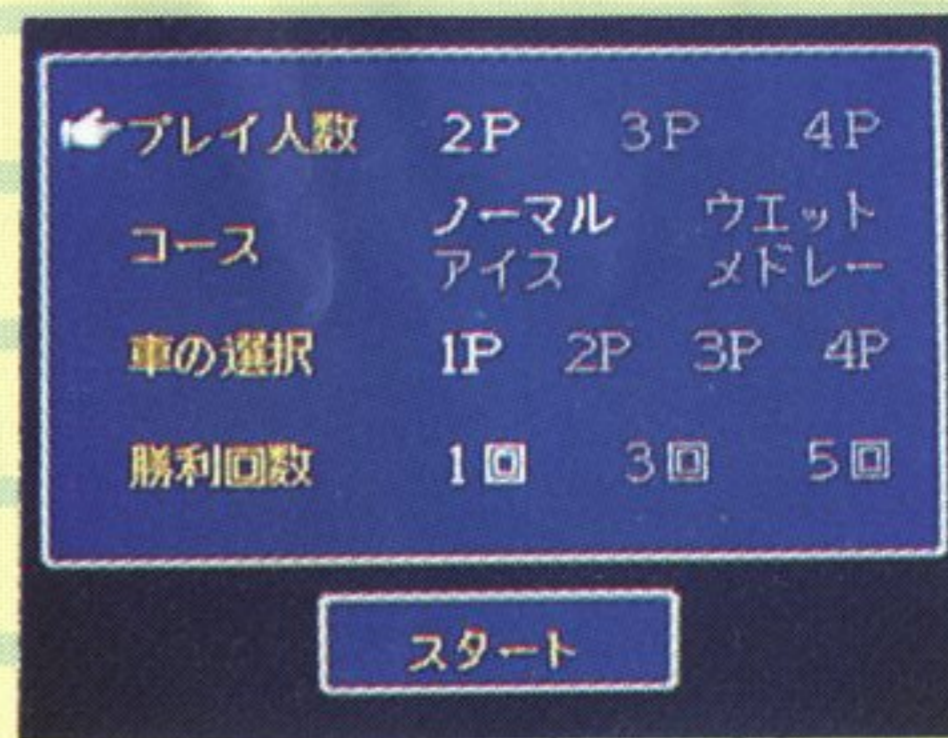 プレイ人数 2P 3P 4P
コース ノーマル ウエット
アイス メドレー
車の選択 1P 2P 3P 4P
勝利回数 1回 3回 5回
スタート